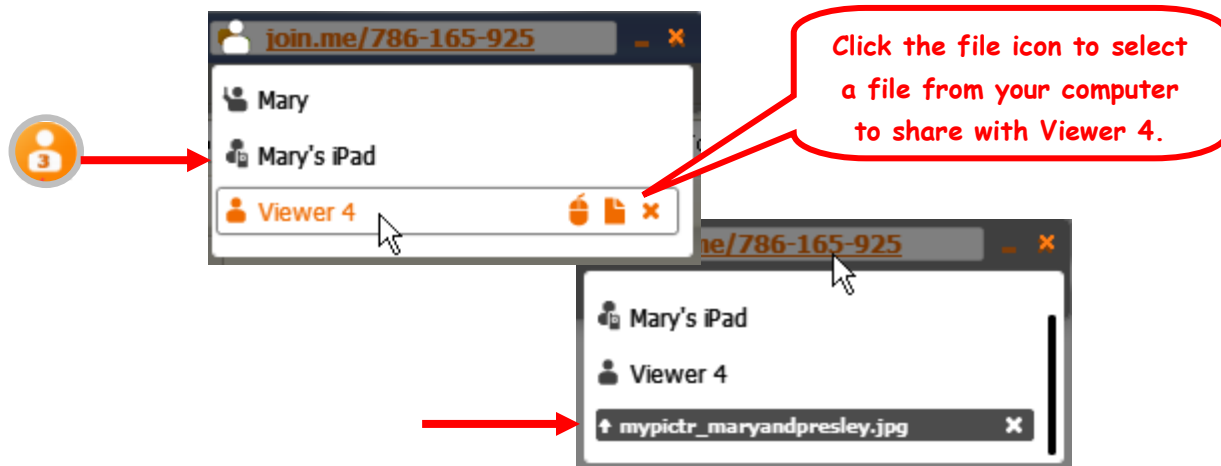 join.me/786-165-925
Mary
3
Mary's iPad
Viewer 4
Click the file icon to select
a file from your computer
to share with Viewer 4.
me/786-165-925
Mary's iPad
Viewer 4
mypictr_maryandpresley.jpg